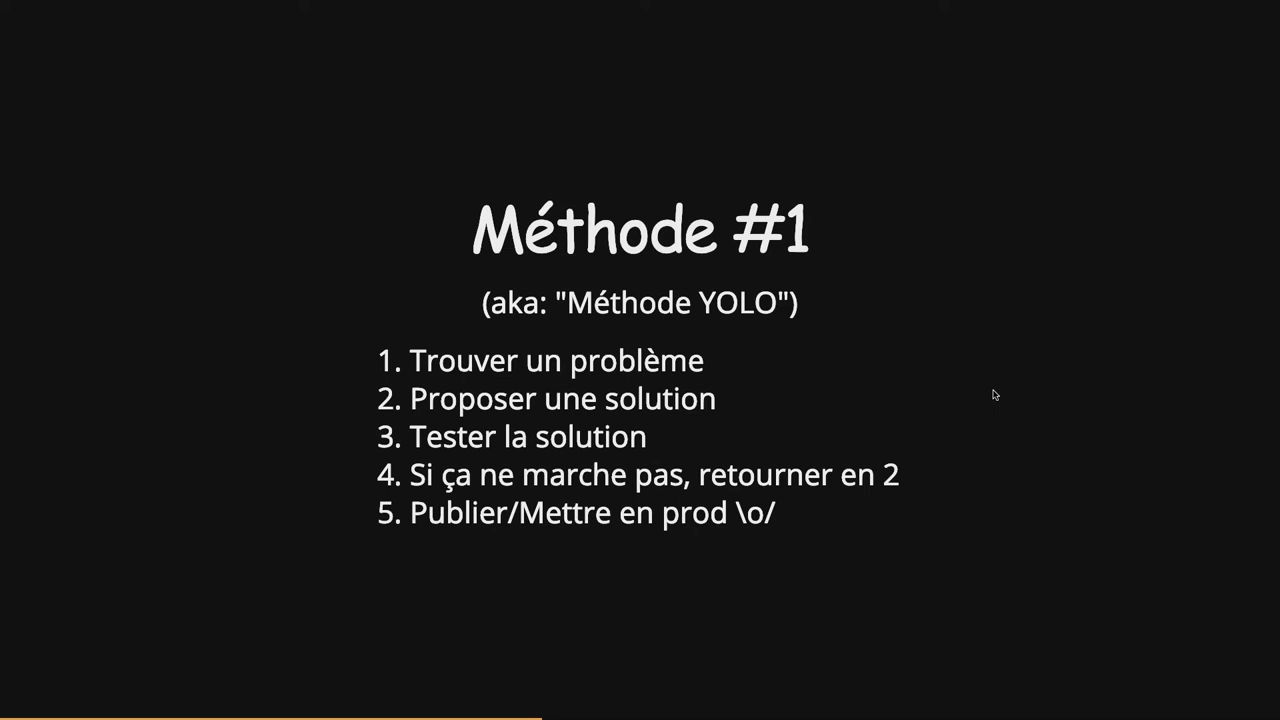 Méthode #1
(aka: "Méthode YOLO")
1. Trouver un problème
2. Proposer une solution
3. Tester la solution
4. Si ça ne marche pas, retourner en 2
5. Publier/Mettre en prod \o/